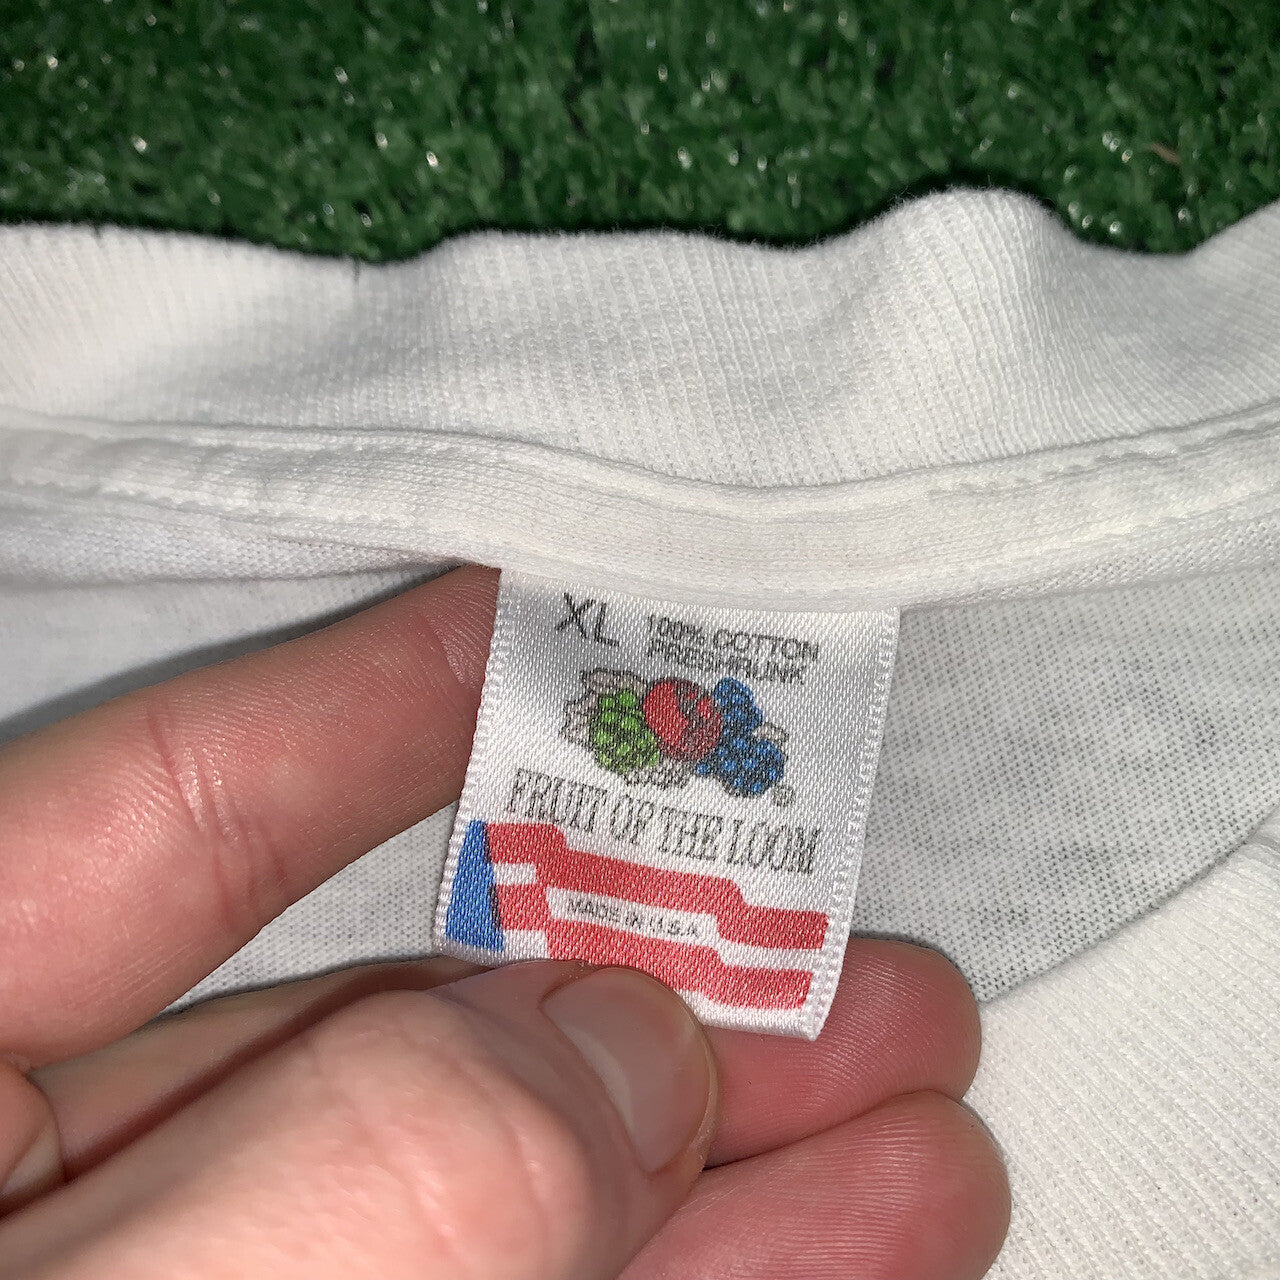 XL
100% COTTON
PRESHRUNK
FRUIT OF THE LOOM
MADE IN U.S.A.
®